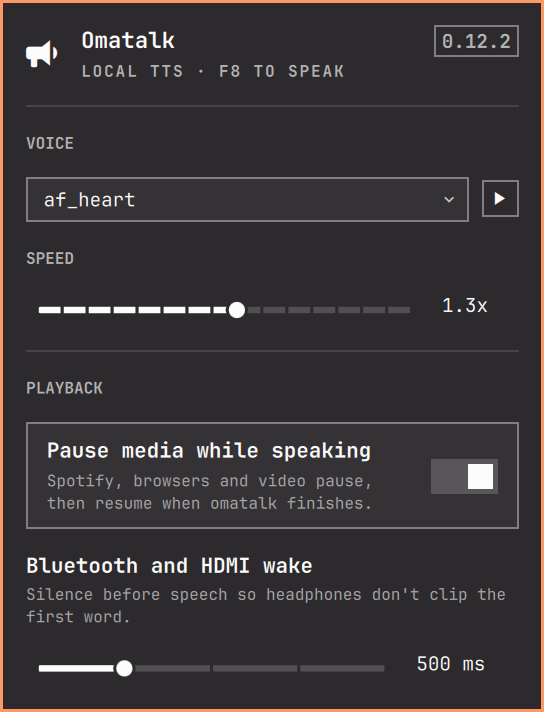 Omatalk
0.12.2
LOCAL TTS · F8 TO SPEAK
VOICE
af_heart
SPEED
1.3x
PLAYBACK
Pause media while speaking
Spotify, browsers and video pause,
then resume when omatalk finishes.
Bluetooth and HDMI wake
Silence before speech so headphones don't clip the
first word.
500 ms